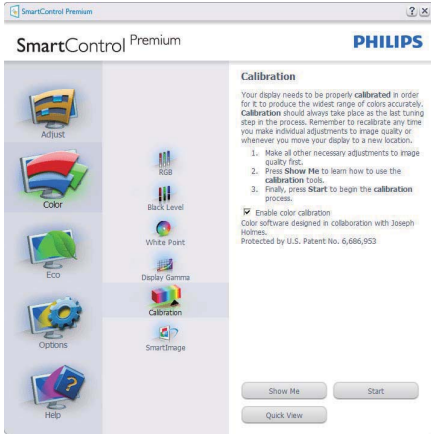 SmartControl Premium
? X
SmartControl Premium
PHILIPS
Adjust
Color
Eco
Options
Help
RGB
Black Level
White Point
Display Gamma
Calibration
SmartImage
Calibration
Your display needs to be properly calibrated in order
for it to produce the widest range of colors accurately.
Calibration should always take place as the last tuning
step in the process. Remember to recalibrate any time
you make individual adjustments to image quality or
whenever you move your display to a new location.
1. Make all other necessary adjustments to image
quality first.
2. Press Show Me to learn how to use the
calibration tools.
3. Finally, press Start to begin the calibration
process.
Enable color calibration
Color software designed in collaboration with Joseph
Holmes.
Protected by U.S. Patent No. 6,686,953
Show Me
Start
Quick View